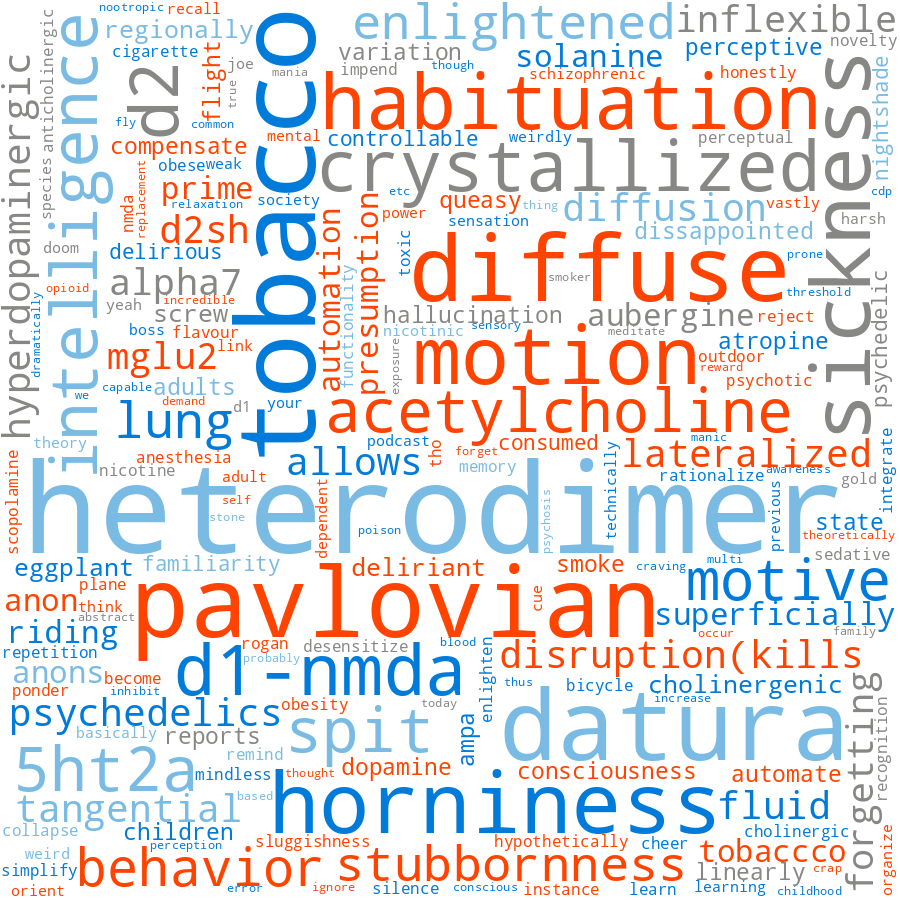 nootropic
recall
regionally
cigarette
tobacco
enlightened
inflexible
solanine
perceptive
novelty
variation
impend
though
schizophrenic
honestly
hyperdopaminergic
species
anticholinergic
intelligence
d2
flight
joe
mania
true
fly
common
habituation
sickness
nightshade
compensate
mental
controllable
weirdly
perceptual
obese
weak
crystallized
prime
nmda
replacement
relaxation
society
presumption
etc
queasy
thing
diffusion
vastly
cdp
d2sh
automation
power
sensation
dissappointed
harsh
doom
delirious
toxic
diffuse
prone
opioid
alpha7
functionality
smoker
threshold
psychedelic
yeah
incredible
screw
hallucination
aubergine
reject
dramatically
boss
flavour
nicotinic
sensory
atropine
mglu2
link
exposure
meditate
motion
outdoor
reward
capable
adults
psychotic
demand
we
lung
d1
your
acetylcholine
theory
podcast
tho
consumed
manic
lateralized
anesthesia
forget
scopolamine
nicotine
allows
memory
technically
rationalize
awareness
integrate
adult
gold
self
dependent
heterodimer
stone
poison
psychosis
previous
state
theoretically
eggplant
familiarity
deliriant
smoke
multi
sedative
plane
craving
motive
anon
think
pavlovian
cue
abstract
superficially
riding
occur
family
repetition
rogan
desensitize
blood
disruption(kills
anons
probably
d1-nmda
enlighten
thus
bicycle
cholinergenic
become
ponder
inhibit
obesity
today
increase
forgetting
recognition
psychedelics
spit
datura
basically
reports
ampa
remind
5ht2a
mindless
thought
dopamine
consciousness
automate
tangential
based
horniness
fluid
collapse
children
cholinergic
perception
sluggishness
hypothetically
cheer
organize
weird
tobaccco
simplify
behavior
stubbornness
linearly
crap
orient
error
ignore
silence
conscious
instance
learn
learning
childhood